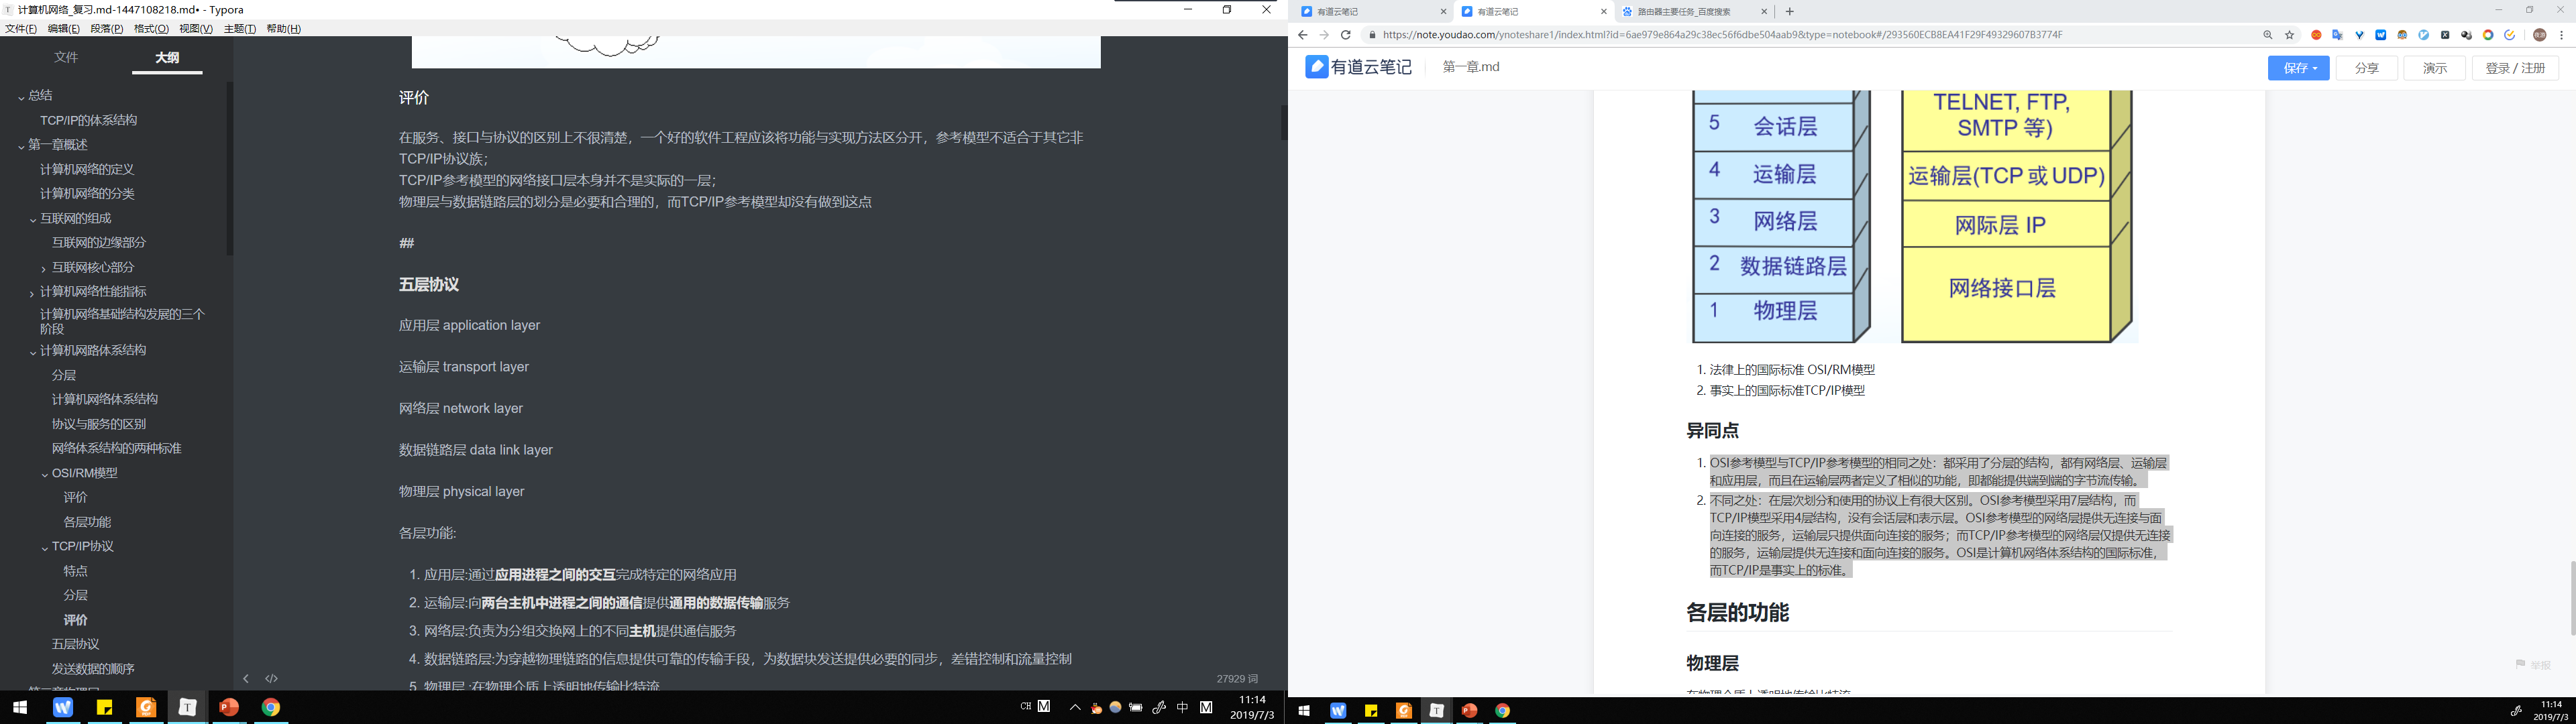 计算机网络_复习.md-1447108218.md• - Typora
文件(F) 编辑(E) 段落(P) 格式(O) 视图(V) 主题(T) 帮助(H)
文件 大纲
总结
TCP/IP的体系结构
第一章概述
计算机网络的定义
计算机网络的分类
互联网的组成
互联网的边缘部分
互联网核心部分
计算机网络性能指标
计算机网络基础结构发展的三个
阶段
计算机网路体系结构
分层
计算机网络体系结构
协议与服务的区别
网络体系结构的两种标准
OSI/RM模型
评价
各层功能
TCP/IP协议
特点
分层
评价
五层协议
发送数据的顺序
评价
在服务、接口与协议的区别上不很清楚，一个好的软件工程应该将功能与实现方法区分开，参考模型不适合于其它非
TCP/IP协议族；
TCP/IP参考模型的网络接口层本身并不是实际的一层；
物理层与数据链路层的划分是必要和合理的，而TCP/IP参考模型却没有做到这点
##
五层协议
应用层 application layer
运输层 transport layer
网络层 network layer
数据链路层 data link layer
物理层 physical layer
各层功能:
1. 应用层:通过应用进程之间的交互完成特定的网络应用
2. 运输层:向两台主机中进程之间的通信提供通用的数据传输服务
3. 网络层:负责为分组交换网上的不同主机提供通信服务
4. 数据链路层:为穿越物理链路的信息提供可靠的传输手段，为数据块发送提供必要的同步，差错控制和流量控制
5. 物理层 :在物理介质上透明地传输比特流
27929 词
CH M 中 M
11:14
2019/7/3
有道云笔记 有道云笔记 路由器主要任务_百度搜索
https://note.youdao.com/ynoteshare1/index.html?id=6ae979e864a29c38ec56f6dbe504aab9&type=notebook#/293560ECB8EA41F29F49329607B3774F
有道云笔记 第一章.md 保存 分享 演示 登录 / 注册
TELNET, FTP,
SMTP 等)
5 会话层
4 运输层 运输层(TCP 或 UDP)
3 网络层 网际层 IP
2 数据链路层 网络接口层
1 物理层
1. 法律上的国际标准 OSI/RM模型
2. 事实上的国际标准TCP/IP模型
异同点
1. OSI参考模型与TCP/IP参考模型的相同之处：都采用了分层的结构，都有网络层、运输层
和应用层，而且在运输层两者定义了相似的功能，即都能提供端到端的字节流传输。
2. 不同之处：在层次划分和使用的协议上有很大区别。OSI参考模型采用7层结构，而
TCP/IP模型采用4层结构，没有会话层和表示层。OSI参考模型的网络层提供无连接与面
向连接的服务，运输层只提供面向连接的服务；而TCP/IP参考模型的网络层仅提供无连接
的服务，运输层提供无连接和面向连接的服务。OSI是计算机网络体系结构的国际标准，
而TCP/IP是事实上的标准。
各层的功能
物理层
在物理介质上透明地传输比特流
举报
11:14
2019/7/3